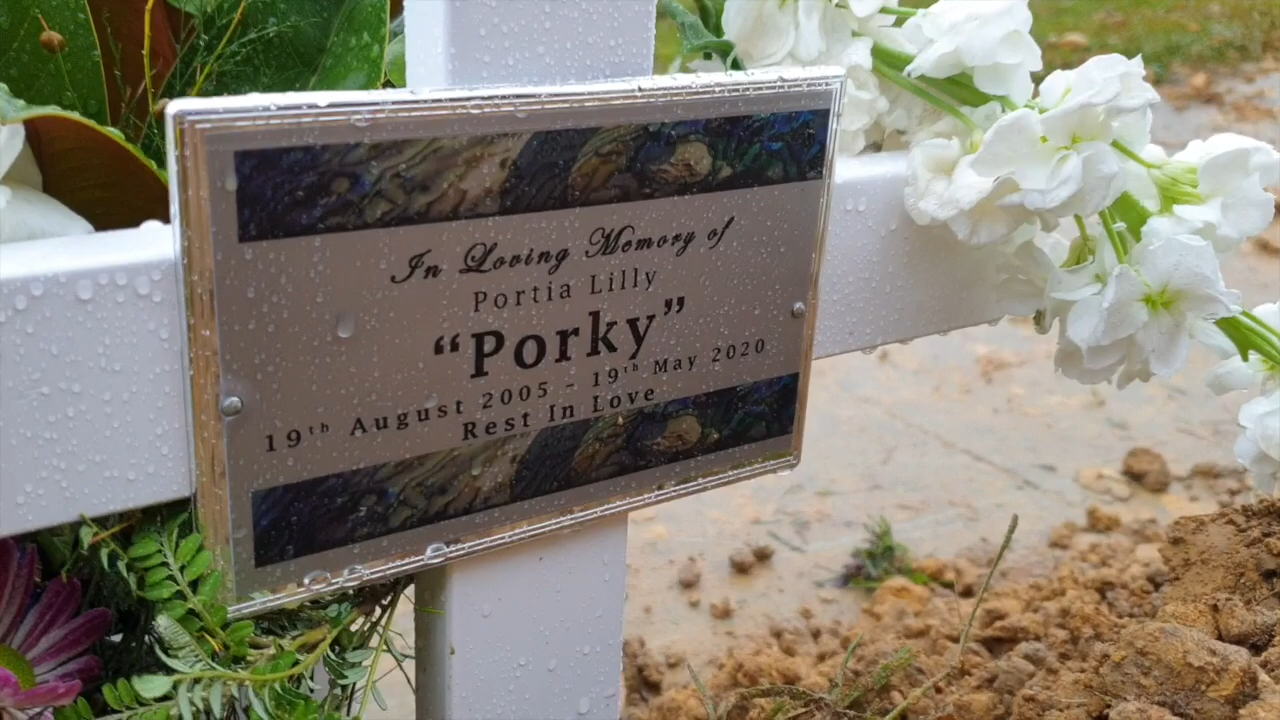 In Loving Memory of
Portia Lilly
“Porky”
19th August 2005 - 19th May 2020
Rest In Love